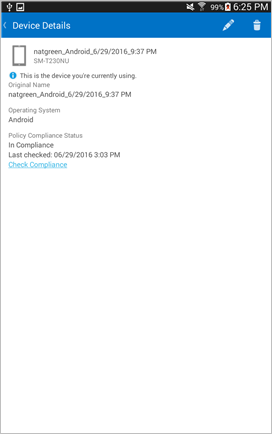 99% 6:25 PM
Device Details
natgreen_Android_6/29/2016_9:37 PM
SM-T230NU
This is the device you're currently using.
Original Name
natgreen_Android_6/29/2016_9:37 PM
Operating System
Android
Policy Compliance Status
In Compliance
Last checked: 06/29/2016 3:03 PM
Check Compliance